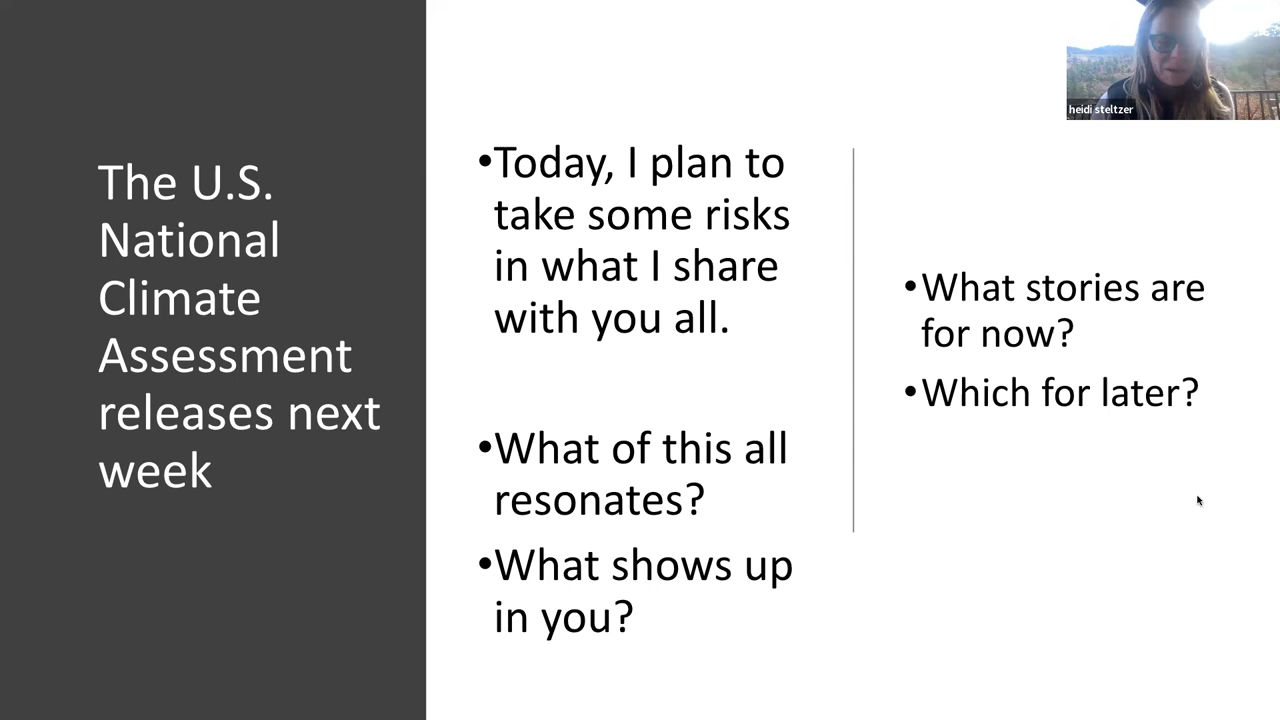 The U.S.
National
Climate
Assessment
releases next
week
•Today, I plan to
take some risks
in what I share
with you all.
•What of this all
resonates?
•What shows up
in you?
•What stories are
for now?
•Which for later?
heidi steltzer